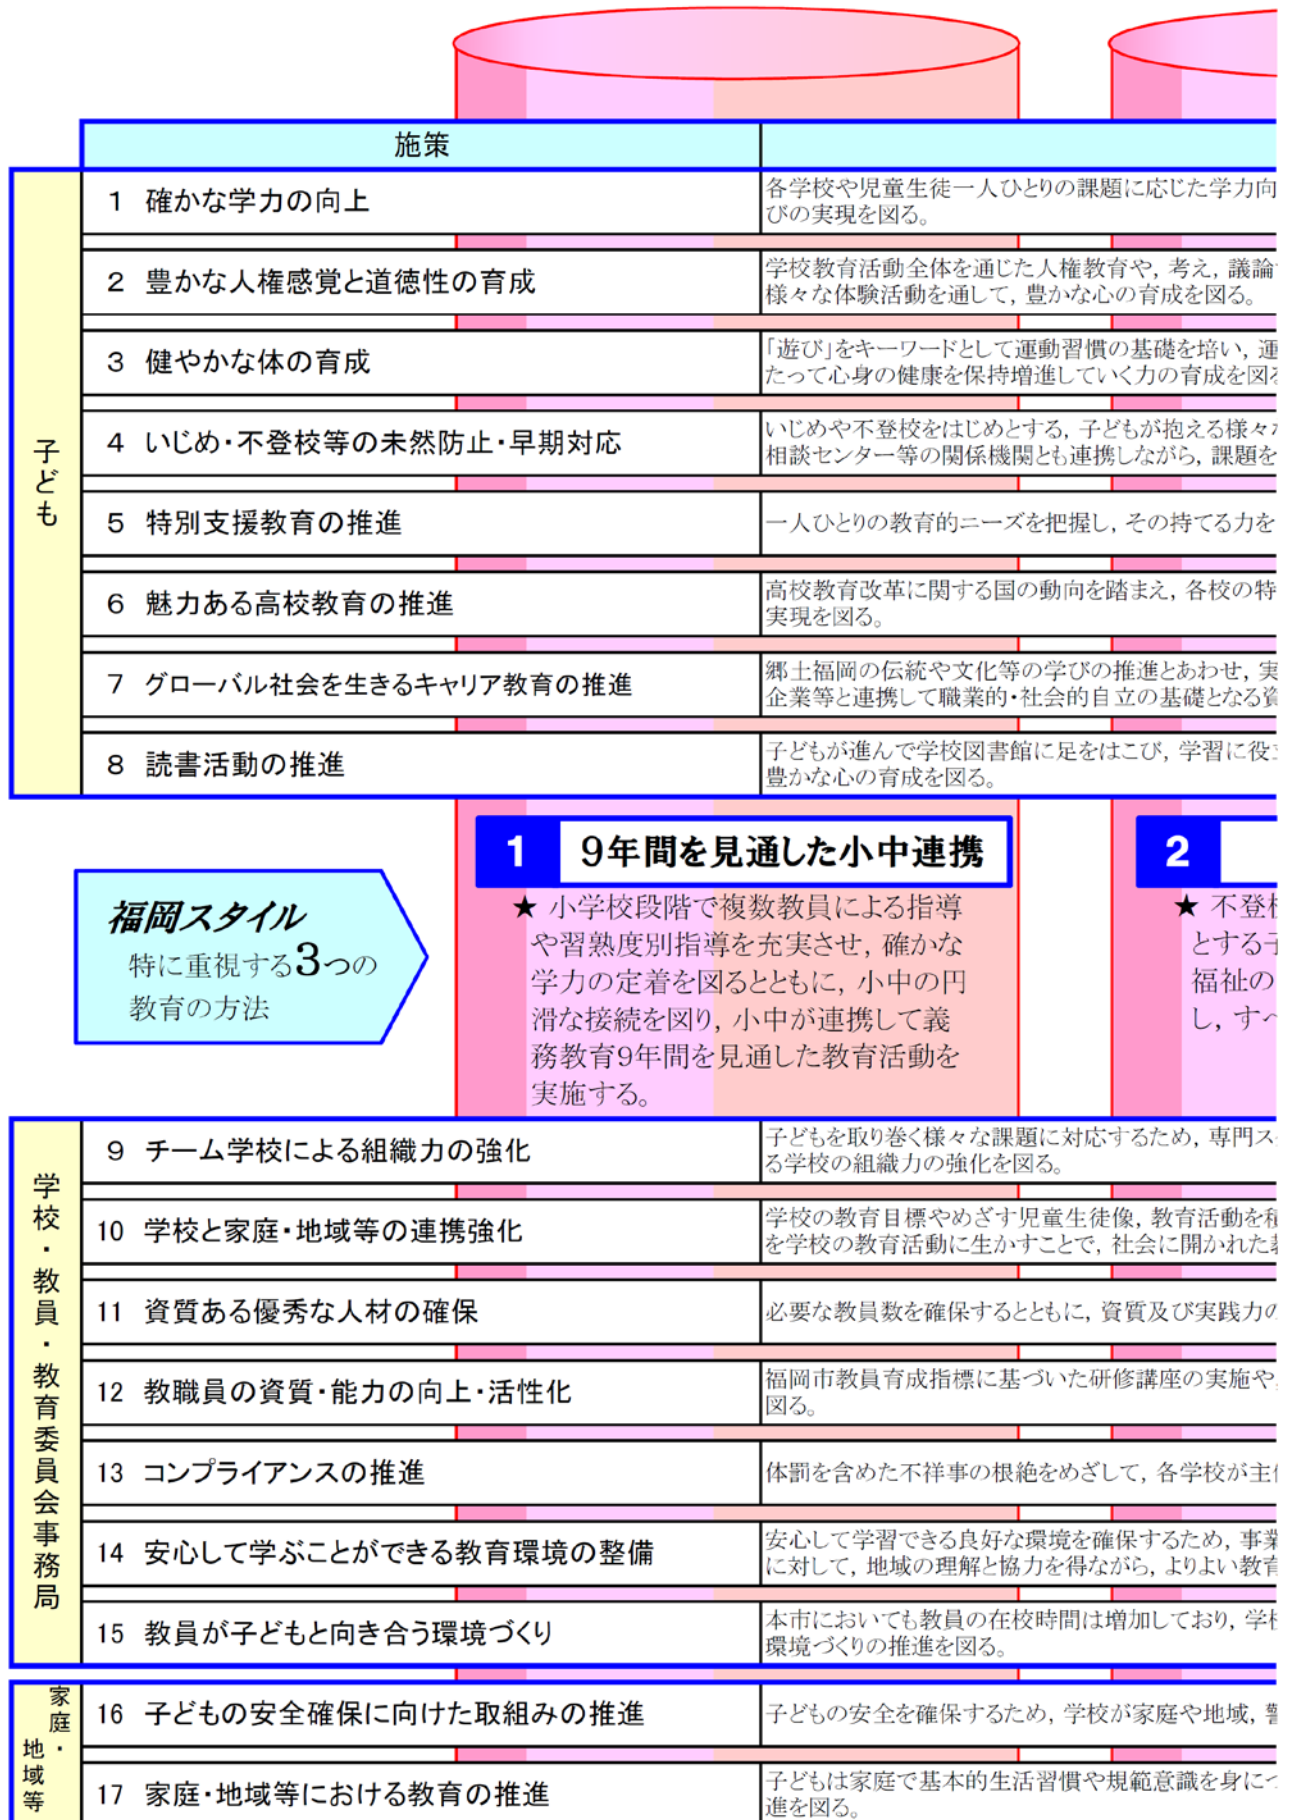 施策
子ども
1 確かな学力の向上
各学校や児童生徒一人ひとりの課題に応じた学力向
びの実現を図る。
2 豊かな人権感覚と道徳性の育成
学校教育活動全体を通じた人権教育や, 考え, 議論
様々な体験活動を通して, 豊かな心の育成を図る。
3 健やかな体の育成
「遊び」をキーワードとして運動習慣の基礎を培い, 運
たって心身の健康を保持増進していく力の育成を図
4 いじめ・不登校等の未然防止・早期対応
いじめや不登校をはじめとする, 子どもが抱える様々
相談センター等の関係機関とも連携しながら, 課題を
5 特別支援教育の推進
一人ひとりの教育的ニーズを把握し, その持てる力を
6 魅力ある高校教育の推進
高校教育改革に関する国の動向を踏まえ, 各校の特
実現を図る。
7 グローバル社会を生きるキャリア教育の推進
郷土福岡の伝統や文化等の学びの推進とあわせ, 実
企業等と連携して職業的・社会的自立の基礎となる資
8 読書活動の推進
子どもが進んで学校図書館に足をはこび, 学習に役
豊かな心の育成を図る。
福岡スタイル
特に重視する3つの
教育の方法
1 9年間を見通した小中連携
★ 小学校段階で複数教員による指導
や習熟度別指導を充実させ, 確かな
学力の定着を図るとともに, 小中の円
滑な接続を図り, 小中が連携して義
務教育9年間を見通した教育活動を
実施する。
2
★ 不登
とする
福祉の
し, す
学校・教員・教育委員会事務局
9 チーム学校による組織力の強化
子どもを取り巻く様々な課題に対応するため, 専門ス
る学校の組織力の強化を図る。
10 学校と家庭・地域等の連携強化
学校の教育目標やめざす児童生徒像, 教育活動を
を学校の教育活動に生かすことで, 社会に開かれた
11 資質ある優秀な人材の確保
必要な教員数を確保するとともに, 資質及び実践力の
12 教職員の資質・能力の向上・活性化
福岡市教員育成指標に基づいた研修講座の実施や,
図る。
13 コンプライアンスの推進
体罰を含めた不祥事の根絶をめざして, 各学校が主
14 安心して学ぶことができる教育環境の整備
安心して学習できる良好な環境を確保するため, 事業
に対して, 地域の理解と協力を得ながら, よりよい教育
15 教員が子どもと向き合う環境づくり
本市においても教員の在校時間は増加しており, 学校
環境づくりの推進を図る。
家庭・
地域等
16 子どもの安全確保に向けた取組みの推進
子どもの安全を確保するため, 学校が家庭や地域, 警
17 家庭・地域等における教育の推進
子どもは家庭で基本的生活習慣や規範意識を身につ
進を図る。